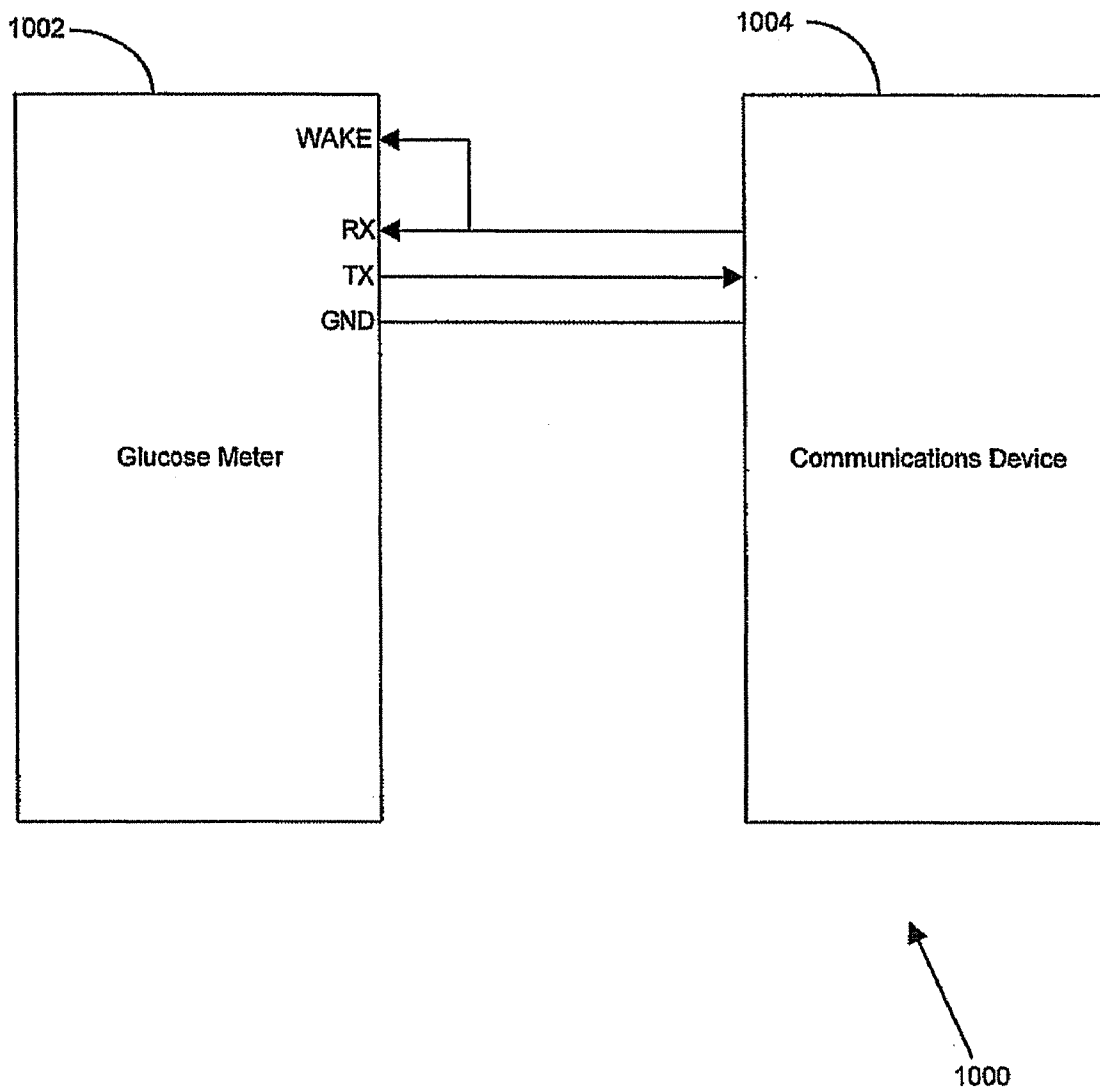 1002
1004
WAKE
RX
TX
GND
Glucose Meter
Communications Device
1000